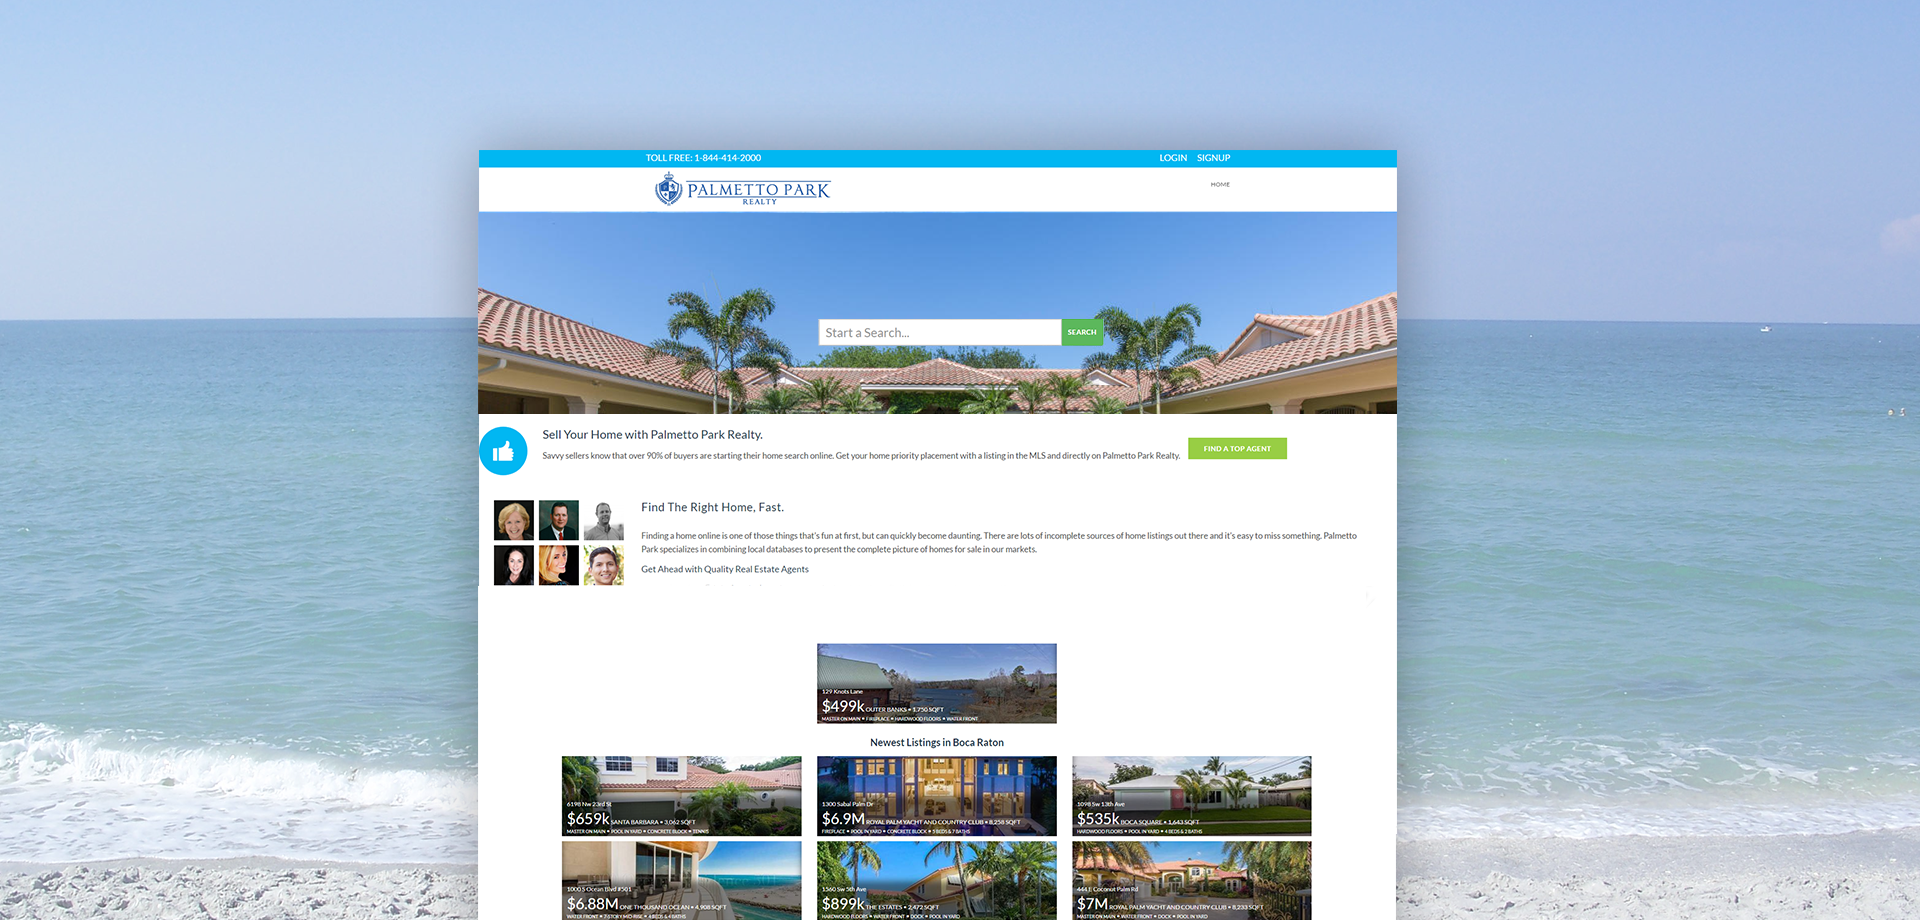 TOLL FREE: 1-844-414-2000
LOGIN SIGNUP
PALMETTO PARK
REALTY
HOME
Start a Search...
SEARCH
Sell Your Home with Palmetto Park Realty.
Savvy sellers know that over 90% of buyers are starting their home search online. Get your home priority placement with a listing in the MLS and directly on Palmetto Park Realty.
FIND A TOP AGENT
Find The Right Home, Fast.
Finding a home online is one of those things that's fun at first, but can quickly become daunting. There are lots of incomplete sources of home listings out there and it's easy to miss something. Palmetto
Park specializes in combining local databases to present the complete picture of homes for sale in our markets.
Get Ahead with Quality Real Estate Agents
129 Knots Lane
$499k OUTER BANKS • 1,750 SQFT
MASTER ON MAIN • FIREPLACE • HARDWOOD FLOORS • WATER FRONT
Newest Listings in Boca Raton
6198 Nw 23rd St
$659k SANTA BARBARA • 3,062 SQFT
MASTER ON MAIN • POOL IN YARD • CONCRETE BLOCK • TENNIS
1300 Sabal Palm Dr
$6.9M ROYAL PALM YACHT AND COUNTRY CLUB • 8,258 SQFT
FIREPLACE • POOL IN YARD • CONCRETE BLOCK • 5 BEDS & 7 BATHS
1098 Sw 13th Ave
$535k BOCA SQUARE • 1,643 SQFT
HARDWOOD FLOORS • POOL IN YARD • 4 BEDS & 2 BATHS
1000 S Ocean Blvd #501
$6.88M ONE THOUSAND OCEAN • 4,908 SQFT
WATER FRONT • 7-STORY MID RISE • 4 BEDS & 4 BATHS
1560 Sw 5th Ave
$899k THE ESTATES • 2,472 SQFT
HARDWOOD FLOORS • WATER FRONT • DOCK • POOL IN YARD
444 E Coconut Palm Rd
$7M ROYAL PALM YACHT AND COUNTRY CLUB • 8,233 SQFT
MASTER ON MAIN • WATER FRONT • DOCK • POOL IN YARD